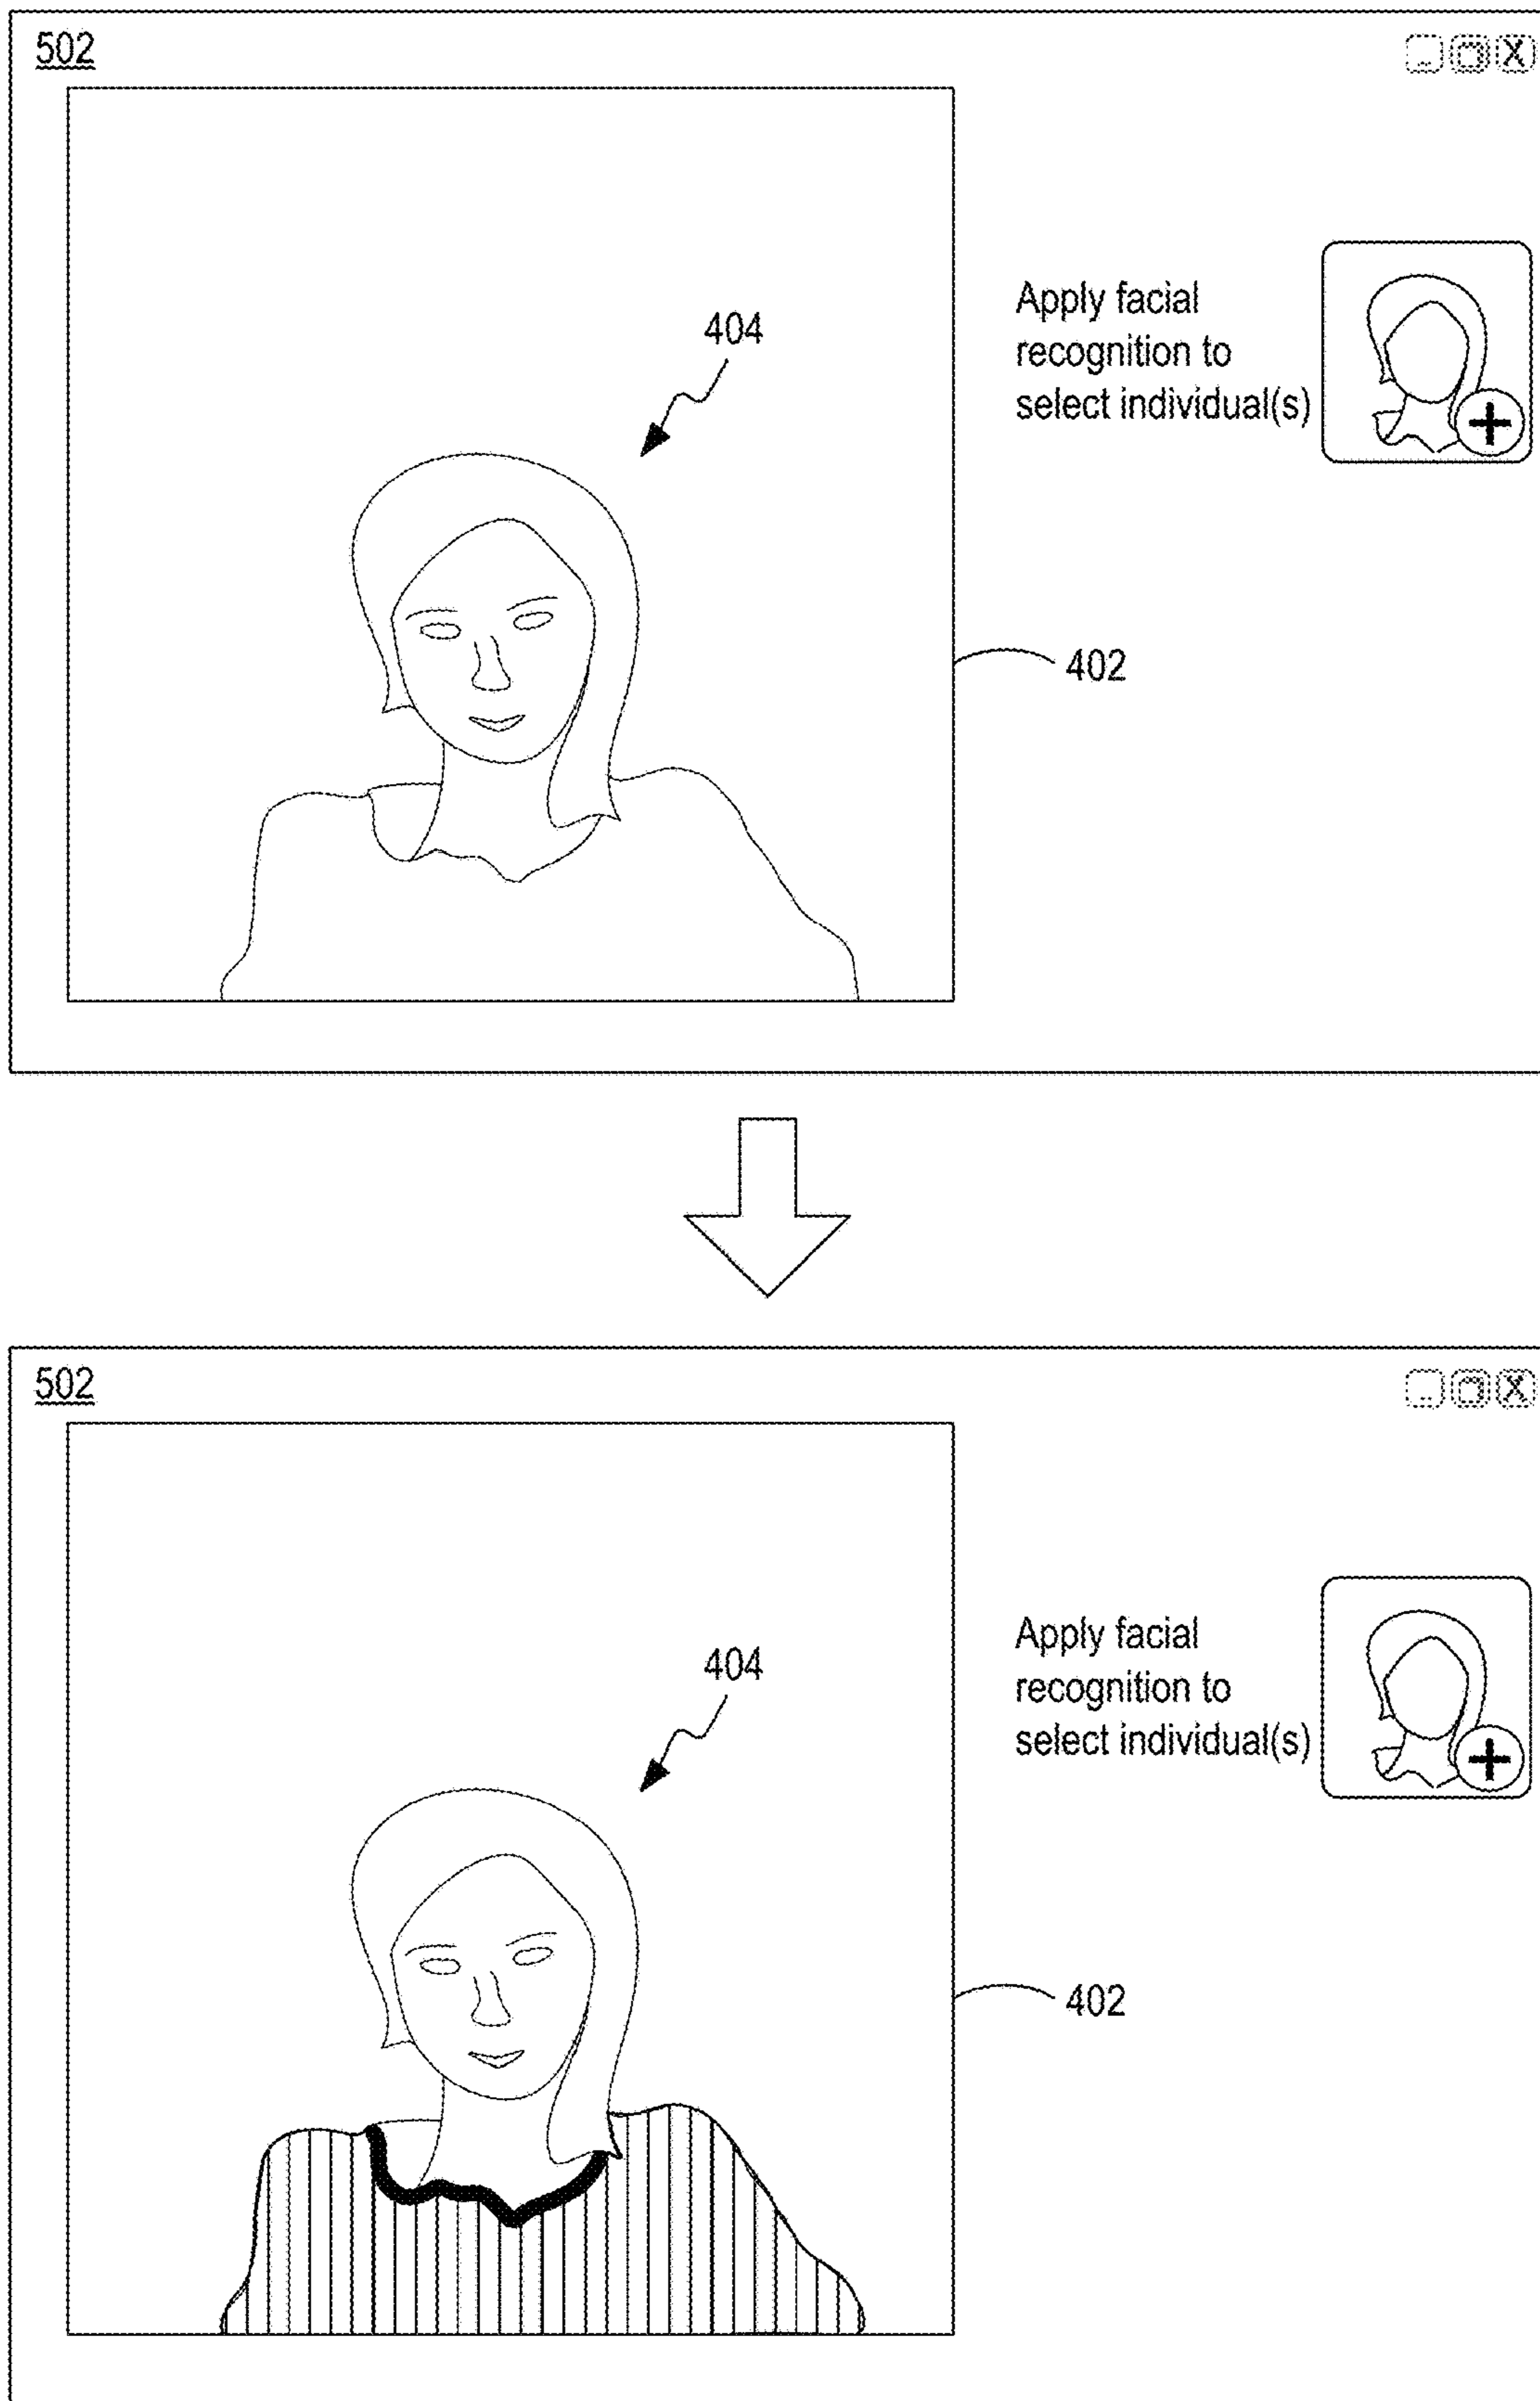 502
X
404
Apply facial
recognition to
select individual(s)
402
502
X
404
Apply facial
recognition to
select individual(s)
402